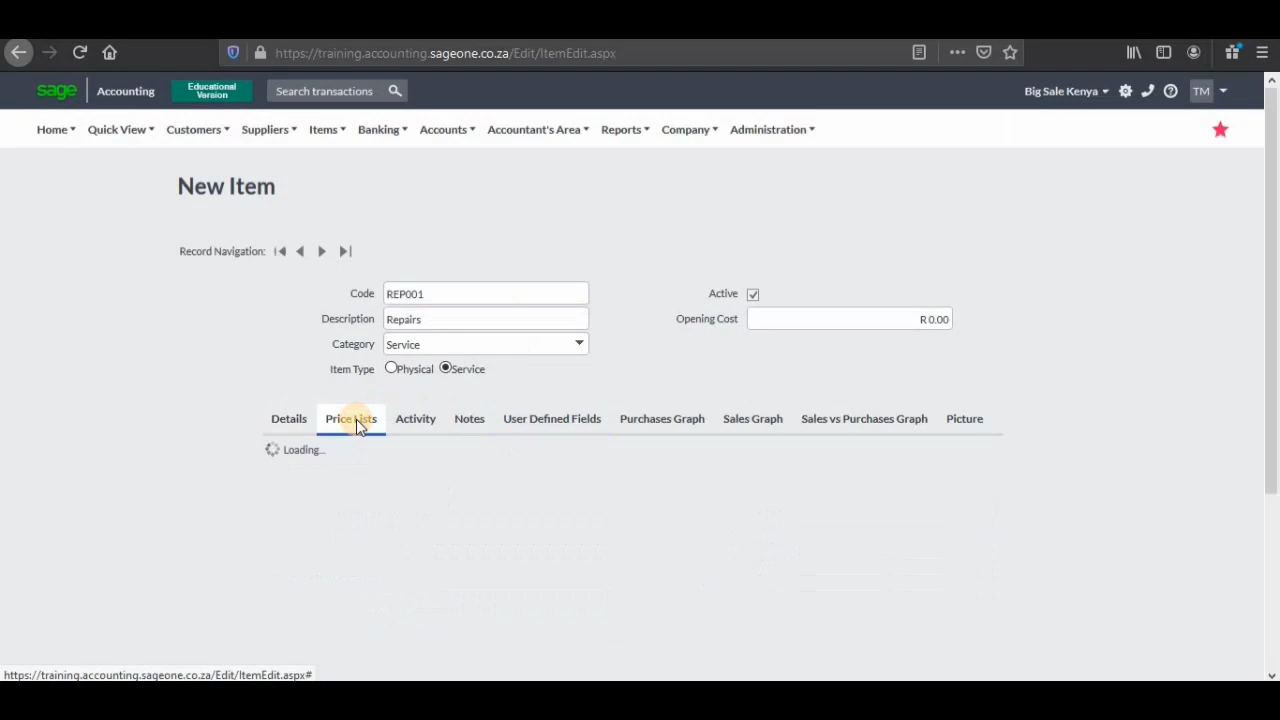 https://training.accounting.sageone.co.za/Edit/ItemEdit.aspx
sage Accounting Educational Version Search transactions Big Sale Kenya TM
Home Quick View Customers Suppliers Items Banking Accounts Accountant's Area Reports Company Administration
New Item
Record Navigation:
Code REP001 Active
Description Repairs Opening Cost R 0.00
Category Service
Item Type Physical Service
Details Price Lists Activity Notes User Defined Fields Purchases Graph Sales Graph Sales vs Purchases Graph Picture
Loading...
https://training.accounting.sageone.co.za/Edit/ItemEdit.aspx#